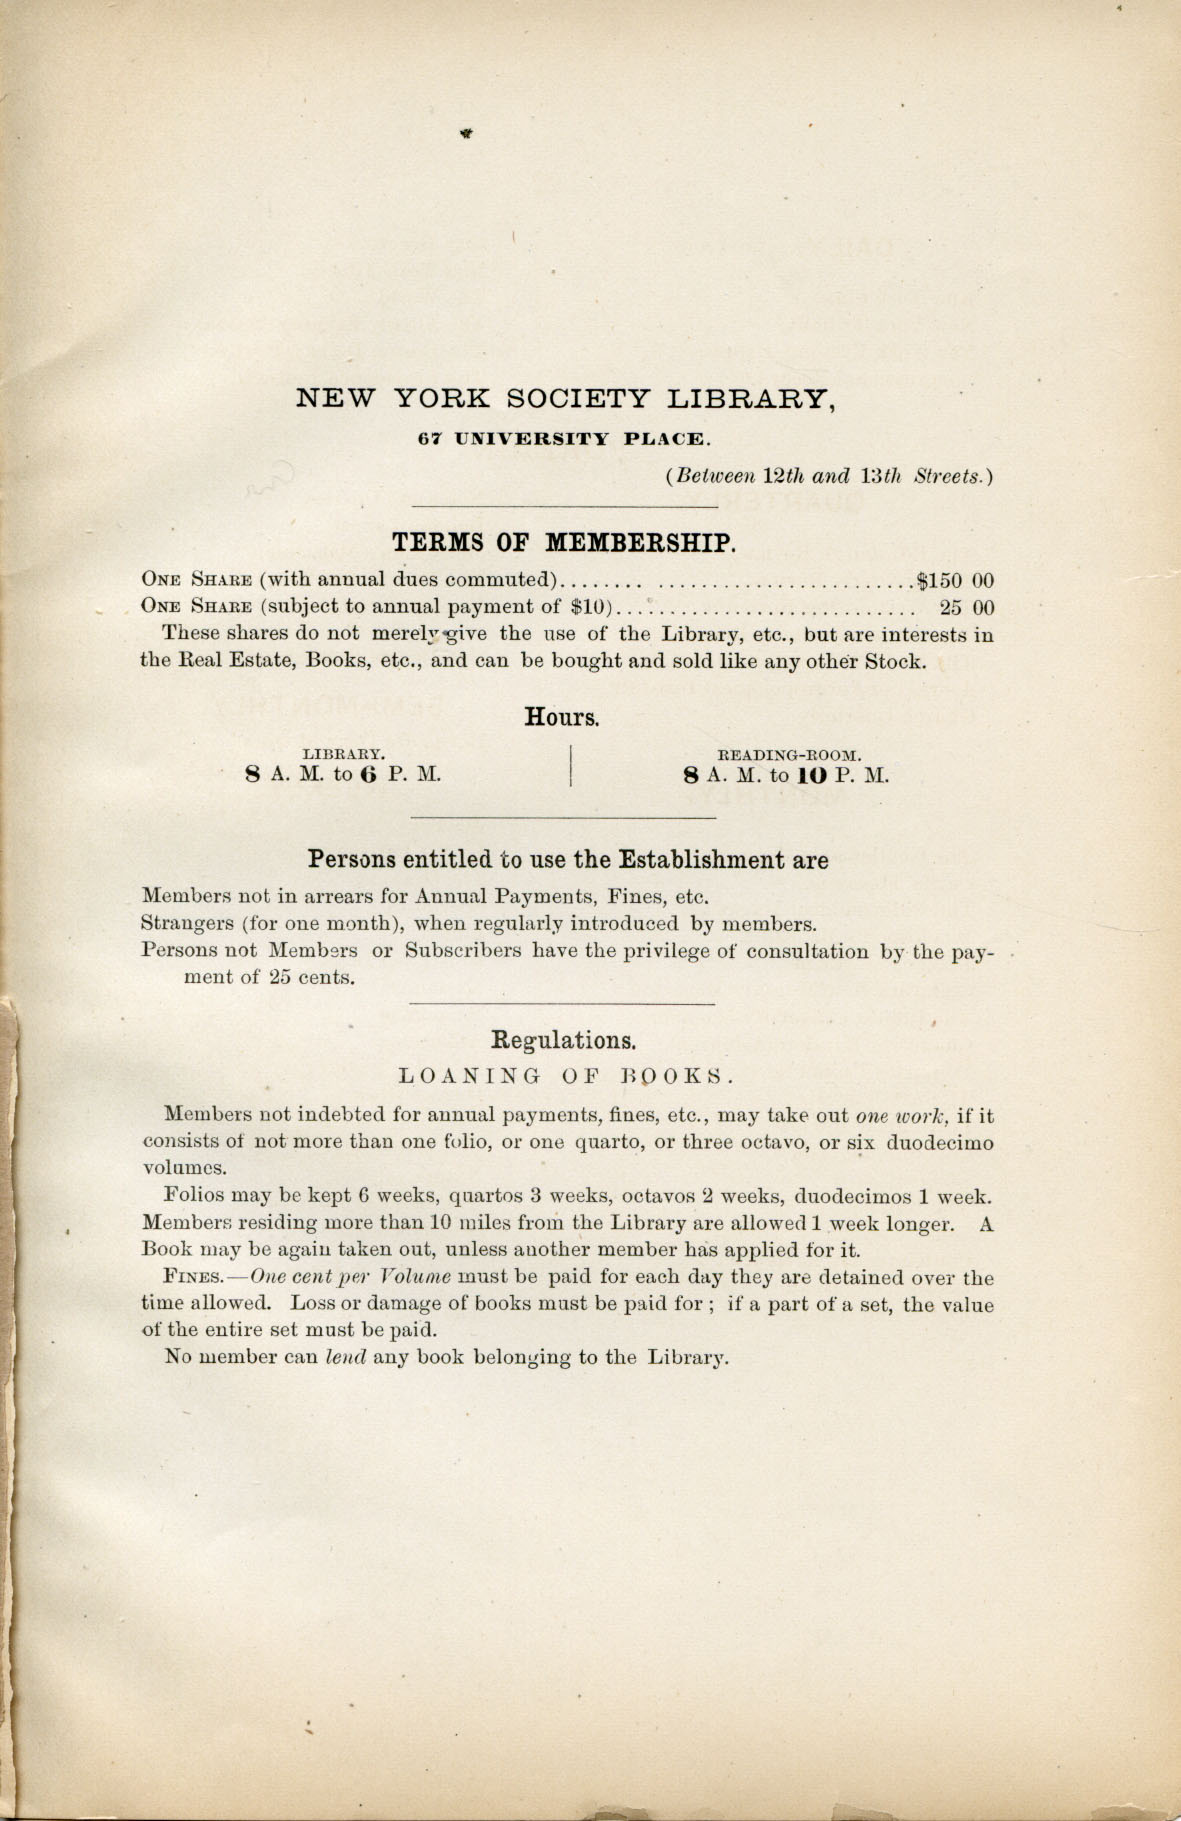 NEW YORK SOCIETY LIBRARY,
67 UNIVERSITY PLACE.
(Between 12th and 13th Streets.)
TERMS OF MEMBERSHIP.
ONE SHARE (with annual dues commuted)........ ........................$150 00
ONE SHARE (subject to annual payment of $10)............................ 25 00
These shares do not merely give the use of the Library, etc., but are interests in
the Real Estate, Books, etc., and can be bought and sold like any other Stock.
Hours.
LIBRARY.
8 A. M. to 6 P. M.
READING-ROOM.
8 A. M. to 10 P. M.
Persons entitled to use the Establishment are
Members not in arrears for Annual Payments, Fines, etc.
Strangers (for one month), when regularly introduced by members.
Persons not Members or Subscribers have the privilege of consultation by the pay-
ment of 25 cents.
Regulations.
LOANING OF BOOKS.
Members not indebted for annual payments, fines, etc., may take out one work, if it
consists of not more than one folio, or one quarto, or three octavo, or six duodecimo
volumes.
Folios may be kept 6 weeks, quartos 3 weeks, octavos 2 weeks, duodecimos 1 week.
Members residing more than 10 miles from the Library are allowed 1 week longer. A
Book may be again taken out, unless another member has applied for it.
FINES.—One cent per Volume must be paid for each day they are detained over the
time allowed. Loss or damage of books must be paid for ; if a part of a set, the value
of the entire set must be paid.
No member can lend any book belonging to the Library.